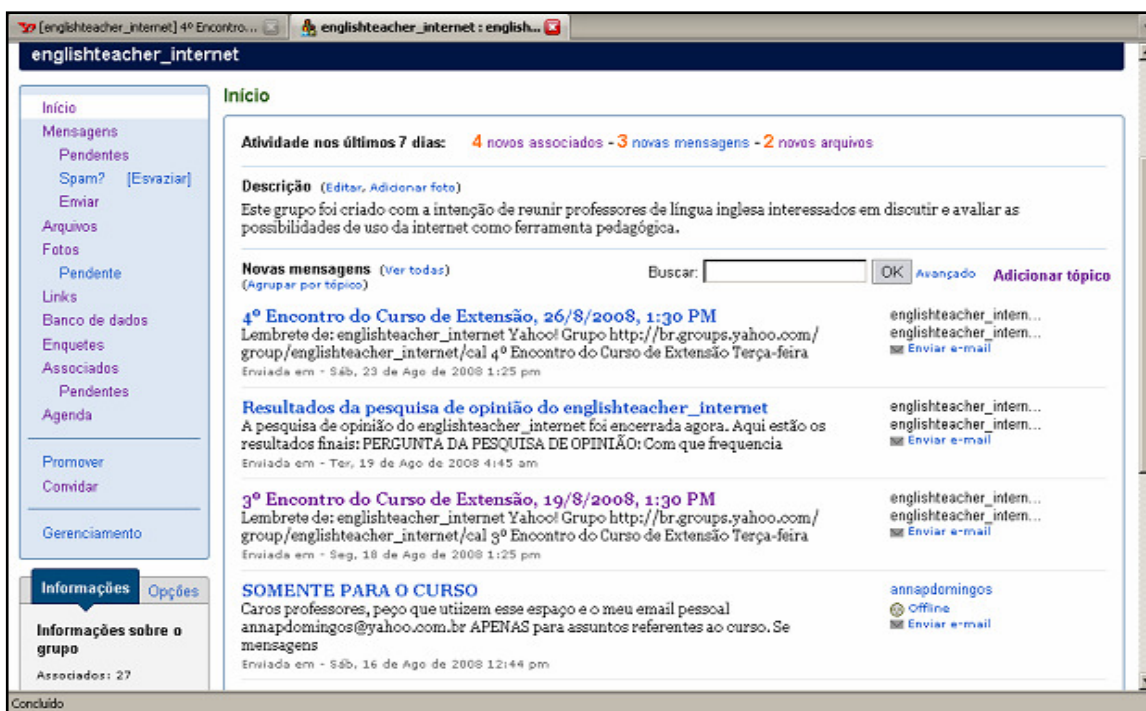 [englishteacher_internet] 4º Encontro...
englishteacher_internet : english...
englishteacher_internet
Início
Mensagens
Pendentes
Spam? [Esvaziar]
Enviar
Arquivos
Fotos
Pendente
Links
Banco de dados
Enquetes
Associados
Pendentes
Agenda
Promover
Convidar
Gerenciamento
Informações Opções
Informações sobre o
grupo
Associados: 27
Início
Atividade nos últimos 7 dias: 4 novos associados - 3 novas mensagens - 2 novos arquivos
Descrição (Editar, Adicionar foto)
Este grupo foi criado com a intenção de reunir professores de língua inglesa interessados em discutir e avaliar as
possibilidades de uso da internet como ferramenta pedagógica.
Novas mensagens (Ver todas)
(Agrupar por tópico)
Buscar: OK Avançado Adicionar tópico
4º Encontro do Curso de Extensão, 26/8/2008, 1:30 PM
Lembrete de: englishteacher_internet Yahoo! Grupo http://br.groups.yahoo.com/
group/englishteacher_internet/cal 4º Encontro do Curso de Extensão Terça-feira
Enviada em - Sáb, 23 de Ago de 2008 1:25 pm
englishteacher_intern...
englishteacher_intern...
Enviar e-mail
Resultados da pesquisa de opinião do englishteacher_internet
A pesquisa de opinião do englishteacher_internet foi encerrada agora. Aqui estão os
resultados finais: PERGUNTA DA PESQUISA DE OPINIÃO: Com que frequencia
Enviada em - Ter, 19 de Ago de 2008 4:45 am
englishteacher_intern...
englishteacher_intern...
Enviar e-mail
3º Encontro do Curso de Extensão, 19/8/2008, 1:30 PM
Lembrete de: englishteacher_internet Yahoo! Grupo http://br.groups.yahoo.com/
group/englishteacher_internet/cal 3º Encontro do Curso de Extensão Terça-feira
Enviada em - Seg, 18 de Ago de 2008 1:25 pm
englishteacher_intern...
englishteacher_intern...
Enviar e-mail
SOMENTE PARA O CURSO
Caros professores, peço que utiizem esse espaço e o meu email pessoal
annapdomingos@yahoo.com.br APENAS para assuntos referentes ao curso. Se
mensagens
Enviada em - Sáb, 16 de Ago de 2008 12:44 pm
annapdomingos
Offline
Enviar e-mail
Concluído